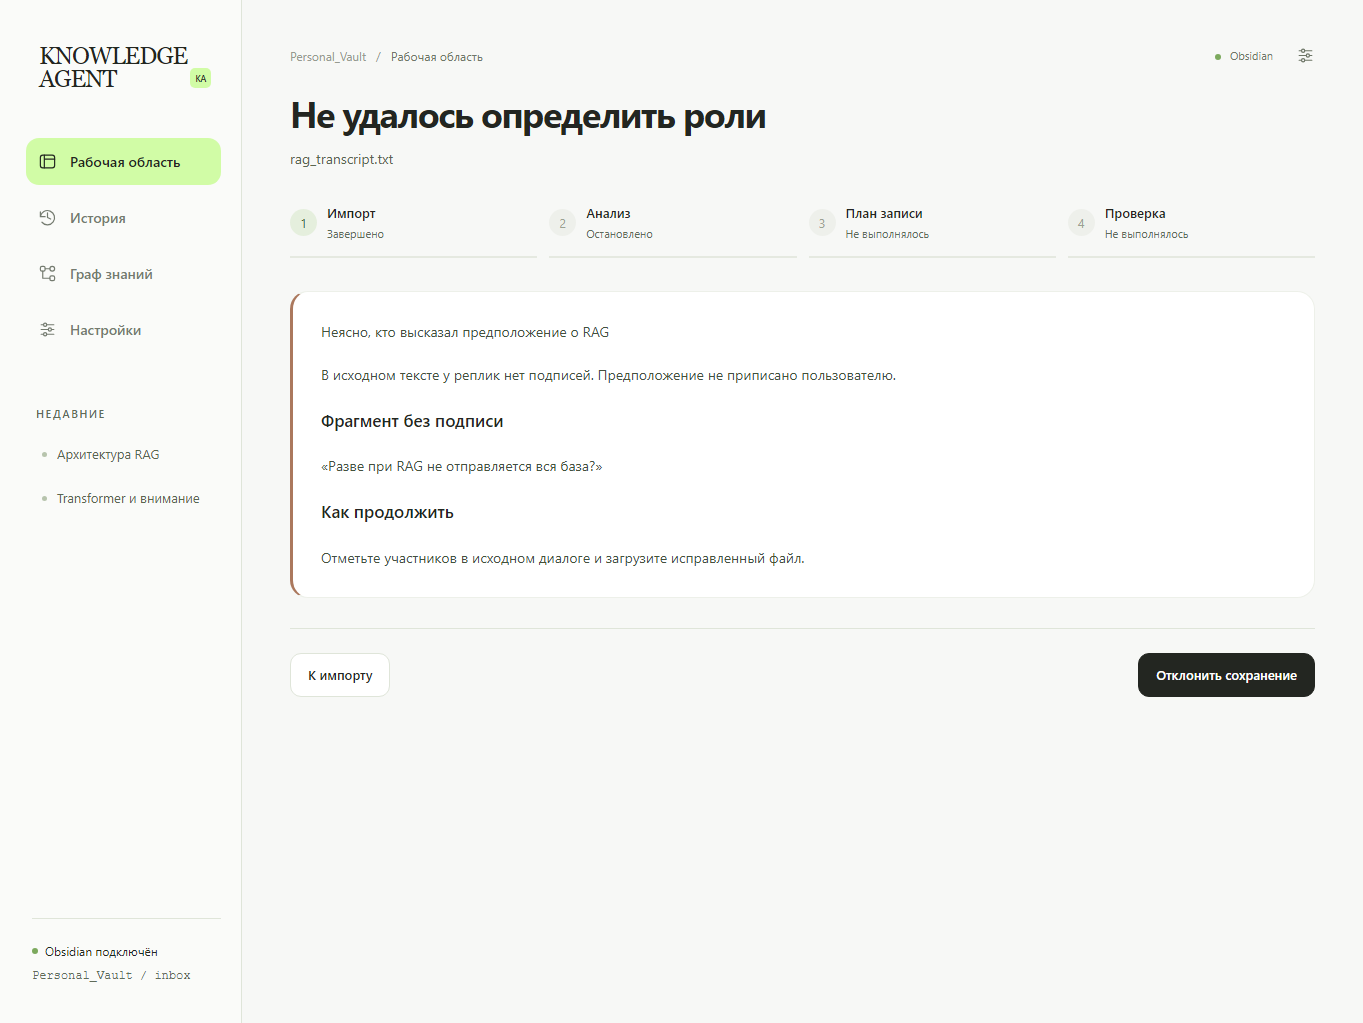 KNOWLEDGE
AGENT
KA
Рабочая область
История
Граф знаний
Настройки
НЕДАВНИЕ
Архитектура RAG
Transformer и внимание
Obsidian подключён
Personal_Vault / inbox
Personal_Vault / Рабочая область
Obsidian
Не удалось определить роли
rag_transcript.txt
1 Импорт
Завершено
2 Анализ
Остановлено
3 План записи
Не выполнялось
4 Проверка
Не выполнялось
Неясно, кто высказал предположение о RAG
В исходном тексте у реплик нет подписей. Предположение не приписано пользователю.
Фрагмент без подписи
«Разве при RAG не отправляется вся база?»
Как продолжить
Отметьте участников в исходном диалоге и загрузите исправленный файл.
К импорту
Отклонить сохранение